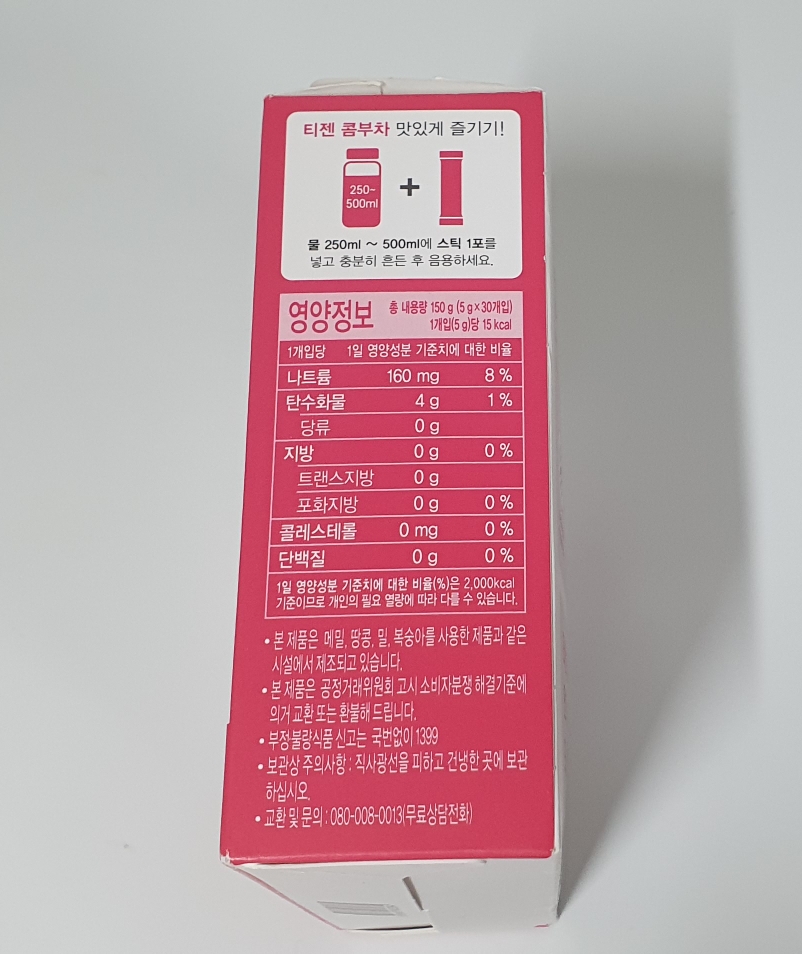 티젠 콤부차 맛있게 즐기기!
250~
500ml
+
물 250ml ~ 500ml에 스틱 1포를
넣고 충분히 흔든 후 음용하세요.
영양정보
총 내용량 150 g (5 g×30개입)
1개입(5 g)당 15 kcal
1개입당 1일 영양성분 기준치에 대한 비율
나트륨 160 mg 8 %
탄수화물 4 g 1 %
당류 0 g
지방 0 g 0 %
트랜스지방 0 g
포화지방 0 g 0 %
콜레스테롤 0 mg 0 %
단백질 0 g 0 %
1일 영양성분 기준치에 대한 비율(%)은 2,000kcal
기준이므로 개인의 필요 열량에 따라 다를 수 있습니다.
• 본 제품은 메밀, 땅콩, 밀, 복숭아를 사용한 제품과 같은
시설에서 제조되고 있습니다.
• 본 제품은 공정거래위원회 고시 소비자분쟁 해결기준에
의거 교환 또는 환불해 드립니다.
• 부정·불량식품 신고는 국번없이 1399
• 보관상 주의사항 : 직사광선을 피하고 건냉한 곳에 보관
하십시오.
• 교환 및 문의 : 080-008-0013(무료상담전화)